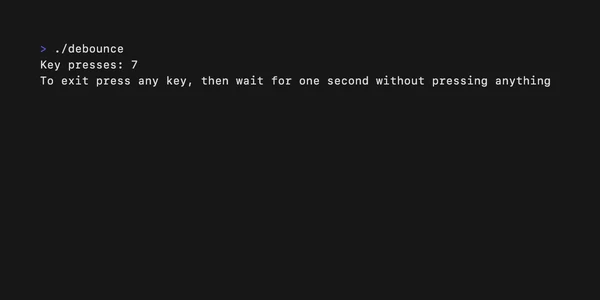 > ./debounce
Key presses: 7
To exit press any key, then wait for one second without pressing anything